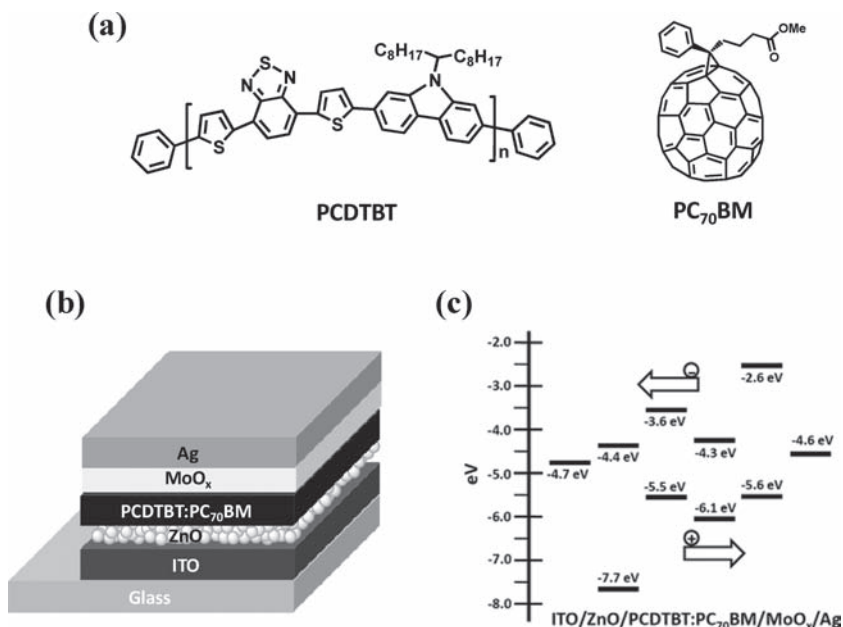 (a)
C₈H₁₇ C₈H₁₇
N S N
N
S
S
n
PCDTBT
OMe
O
PC₇₀BM
(b)
Ag
MoOₓ
PCDTBT:PC₇₀BM
ZnO
ITO
Glass
(c)
eV
-2.0
-3.0
-4.0
-5.0
-6.0
-7.0
-8.0
-4.7 eV
-4.4 eV
-7.7 eV
-3.6 eV
-5.5 eV
-4.3 eV
-6.1 eV
-2.6 eV
-5.6 eV
-4.6 eV
-
+
ITO/ZnO/PCDTBT:PC₇₀BM/MoOₓ/Ag